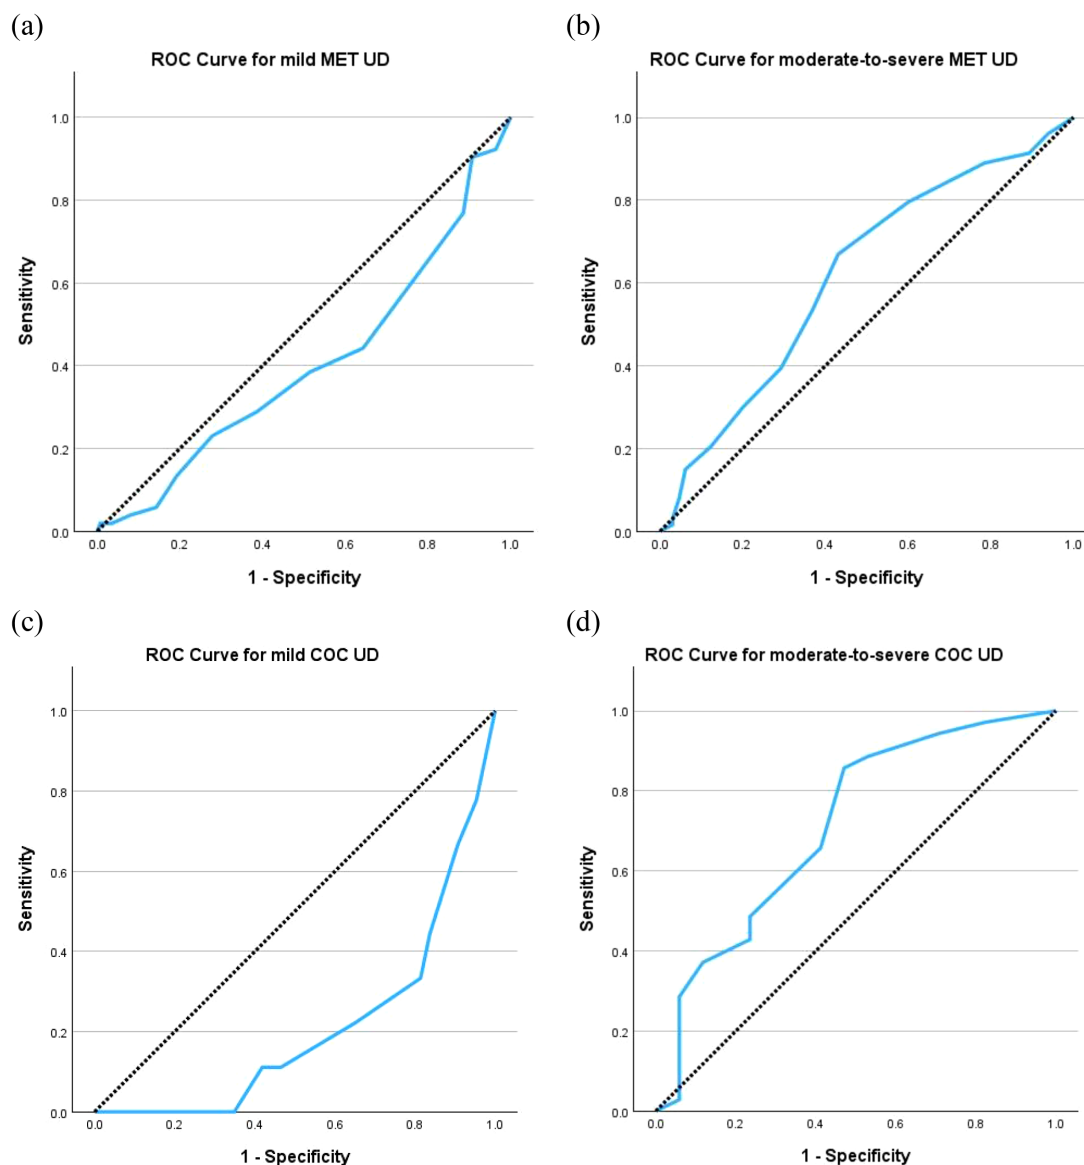 (a)
ROC Curve for mild MET UD
1.0
0.8
0.6
0.4
0.2
0.0
Sensitivity
0.0 0.2 0.4 0.6 0.8 1.0
1 - Specificity
(b)
ROC Curve for moderate-to-severe MET UD
1.0
0.8
0.6
0.4
0.2
0.0
Sensitivity
0.0 0.2 0.4 0.6 0.8 1.0
1 - Specificity
(c)
ROC Curve for mild COC UD
1.0
0.8
0.6
0.4
0.2
0.0
Sensitivity
0.0 0.2 0.4 0.6 0.8 1.0
1 - Specificity
(d)
ROC Curve for moderate-to-severe COC UD
1.0
0.8
0.6
0.4
0.2
0.0
Sensitivity
0.0 0.2 0.4 0.6 0.8 1.0
1 - Specificity